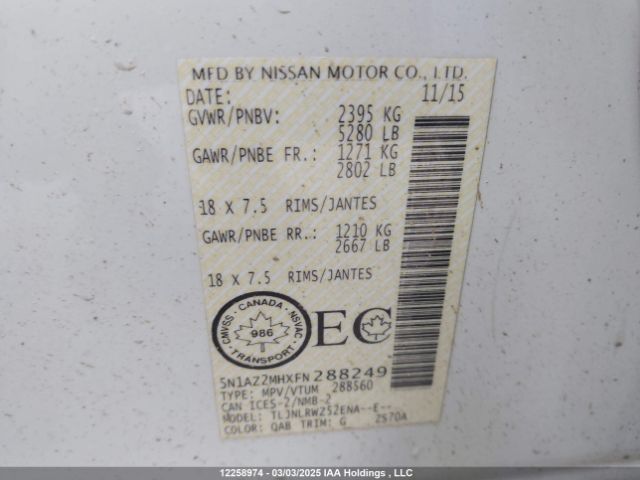 MFD BY NISSAN MOTOR CO., LTD.
DATE: 11/15
GVWR/PNBV: 2395 KG
5280 LB
GAWR/PNBE FR.: 1271 KG
2802 LB
18 X 7.5 RIMS/JANTES
GAWR/PNBE RR.: 1210 KG
2667 LB
18 X 7.5 RIMS/JANTES
CMVSS - CANADA - NSVAC
986
TRANSPORT
EC
5N1AZ2MHXFN288249
TYPE: MPV/VTUM 288560
CAN ICES-2/NMB-2
MODEL: TLJNLRWZ52ENA--E--
COLOR: QAB TRIM: G 2S70A
12258974 - 03/03/2025 IAA Holdings , LLC